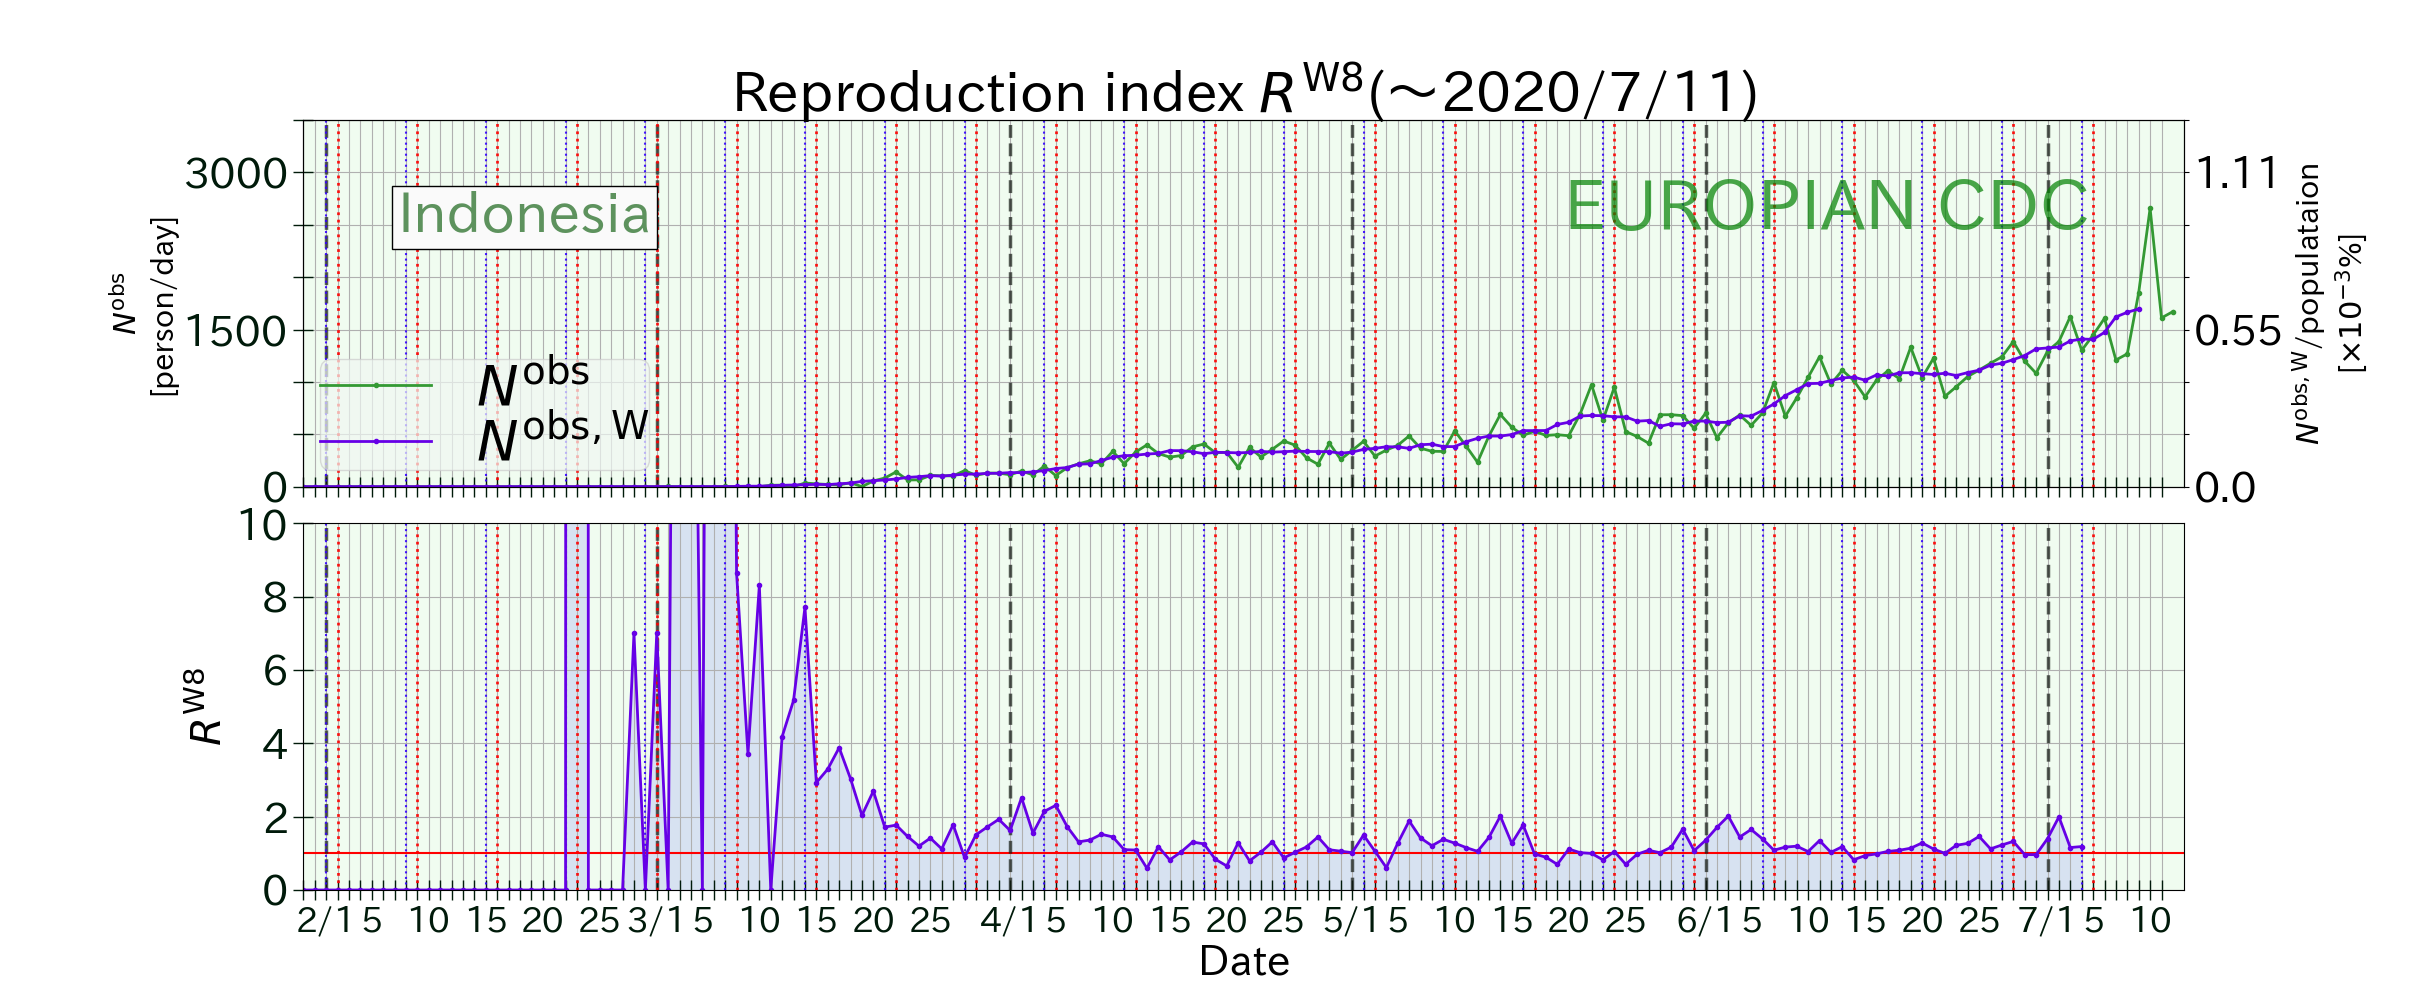 Reproduction index R^W8(～2020/7/11)
3000
1500
0
N^obs
[person/day]
Indonesia
EUROPIAN CDC
N^obs
N^obs, W
1.11
0.55
0.0
N^obs, W/populataion
[×10^−3%]
10
8
6
4
2
0
R^W8
2/1 5 10 15 20 25 3/1 5 10 15 20 25 4/1 5 10 15 20 25 5/1 5 10 15 20 25 6/1 5 10 15 20 25 7/1 5 10
Date